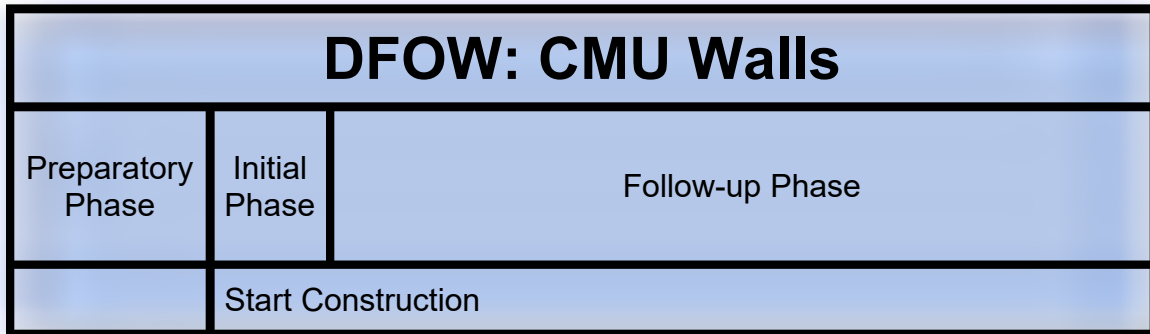 DFOW: CMU Walls
Preparatory
Phase
Initial
Phase
Follow-up Phase
Start Construction